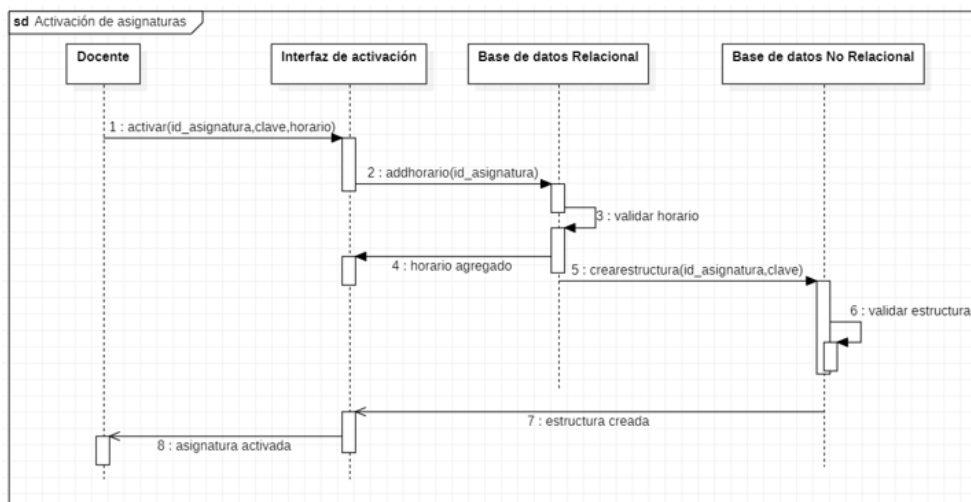 sd Activación de asignaturas
Docente
Interfaz de activación
Base de datos Relacional
Base de datos No Relacional
1 : activar(id_asignatura,clave,horario)
2 : addhorario(id_asignatura)
3 : validar horario
4 : horario agregado
5 : crearestructura(id_asignatura,clave)
6 : validar estructura
7 : estructura creada
8 : asignatura activada